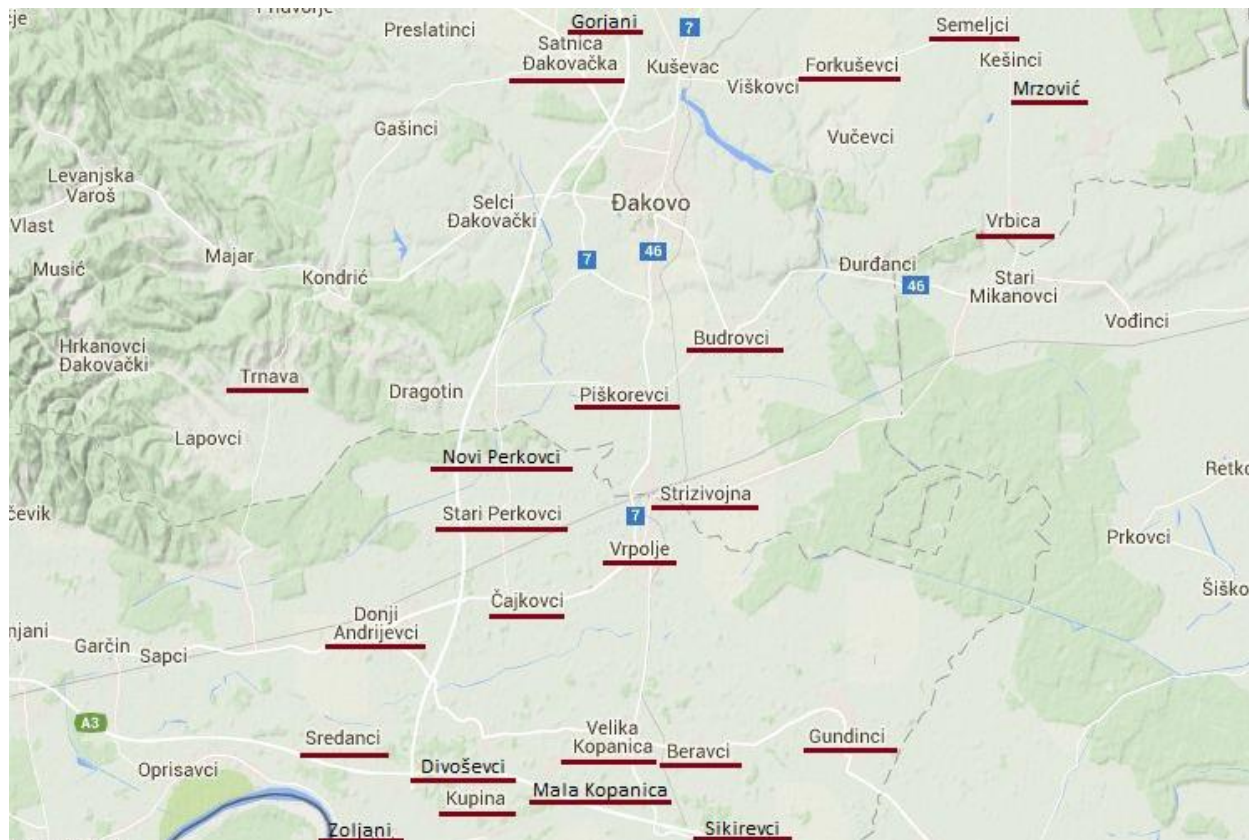 Gorjani
7
Semeljci
Preslatinci
Satnica
Đakovačka
Kuševac
Forkuševci
Kešinci
Viškovci
Mrzović
Gašinci
Vučevci
Levanjska
Varoš
Selci
Đakovački
Đakovo
Vlast
Vrbica
Majar
46
7
Musić
Kondrić
Đurđanci
46
Stari
Mikanovci
Vođinci
Hrkanovci
Đakovački
Budrovci
Trnava
Dragotin
Piškorevci
Lapovci
Novi Perkovci
Retko
Strizivojna
čevik
Stari Perkovci
7
Prkovci
Vrpolje
Šiško
Čajkovci
Donji
Andrijevci
njani
Garčin
Sapci
A3
Sredanci
Velika
Kopanica
Beravci
Gundinci
Oprisavci
Divoševci
Kupina
Mala Kopanica
Zoljani
Sikirevci